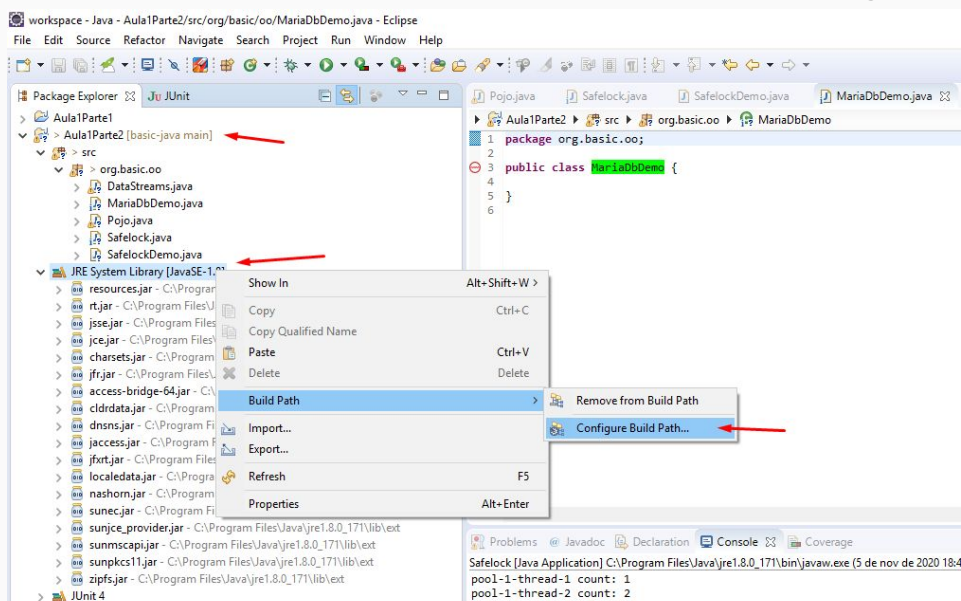 workspace - Java - Aula1Parte2/src/org/basic/oo/MariaDbDemo.java - Eclipse
File Edit Source Refactor Navigate Search Project Run Window Help
Package Explorer JUnit
Aula1Parte1
> Aula1Parte2 [basic-java main]
> src
> org.basic.oo
DataStreams.java
MariaDbDemo.java
Pojo.java
Safelock.java
SafelockDemo.java
JRE System Library [JavaSE-1.8]
resources.jar - C:\Progran
rt.jar - C:\Program Files\J
jsse.jar - C:\Program Files
jce.jar - C:\Program Files\
charsets.jar - C:\Program
jfr.jar - C:\Program Files\
access-bridge-64.jar - C:\
cldrdata.jar - C:\Program
dnsns.jar - C:\Program Fi
jaccess.jar - C:\Program F
jfxrt.jar - C:\Program Files
localedata.jar - C:\Progra
nashorn.jar - C:\Program
sunec.jar - C:\Program Fi
sunjce_provider.jar - C:\Program Files\Java\jre1.8.0_171\lib\ext
sunmscapi.jar - C:\Program Files\Java\jre1.8.0_171\lib\ext
sunpkcs11.jar - C:\Program Files\Java\jre1.8.0_171\lib\ext
zipfs.jar - C:\Program Files\Java\jre1.8.0_171\lib\ext
JUnit 4
Show In Alt+Shift+W >
Copy Ctrl+C
Copy Qualified Name
Paste Ctrl+V
Delete Delete
Build Path >
Import...
Export...
Refresh F5
Properties Alt+Enter
Remove from Build Path
Configure Build Path...
Pojo.java Safelock.java SafelockDemo.java MariaDbDemo.java
Aula1Parte2 src org.basic.oo MariaDbDemo
1 package org.basic.oo;
2
3 public class MariaDbDemo {
4
5 }
6
Problems @ Javadoc Declaration Console Coverage
Safelock [Java Application] C:\Program Files\Java\jre1.8.0_171\bin\javaw.exe (5 de nov de 2020 18:4
pool-1-thread-1 count: 1
pool-1-thread-2 count: 2